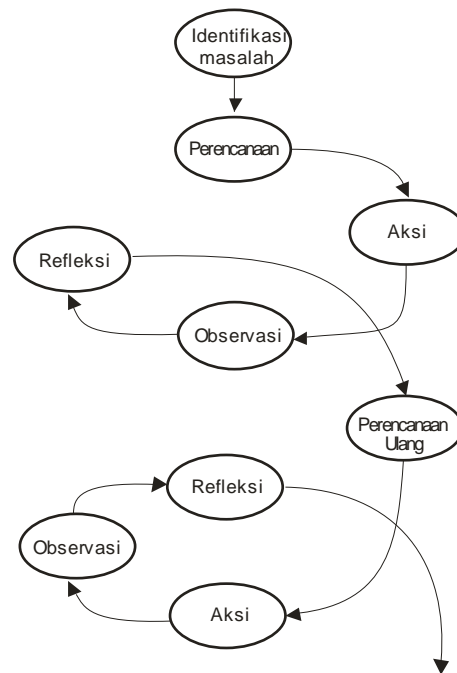 Identifikasi
masalah
Perencanaan
Aksi
Refleksi
Observasi
Perencanaan
Ulang
Refleksi
Observasi
Aksi